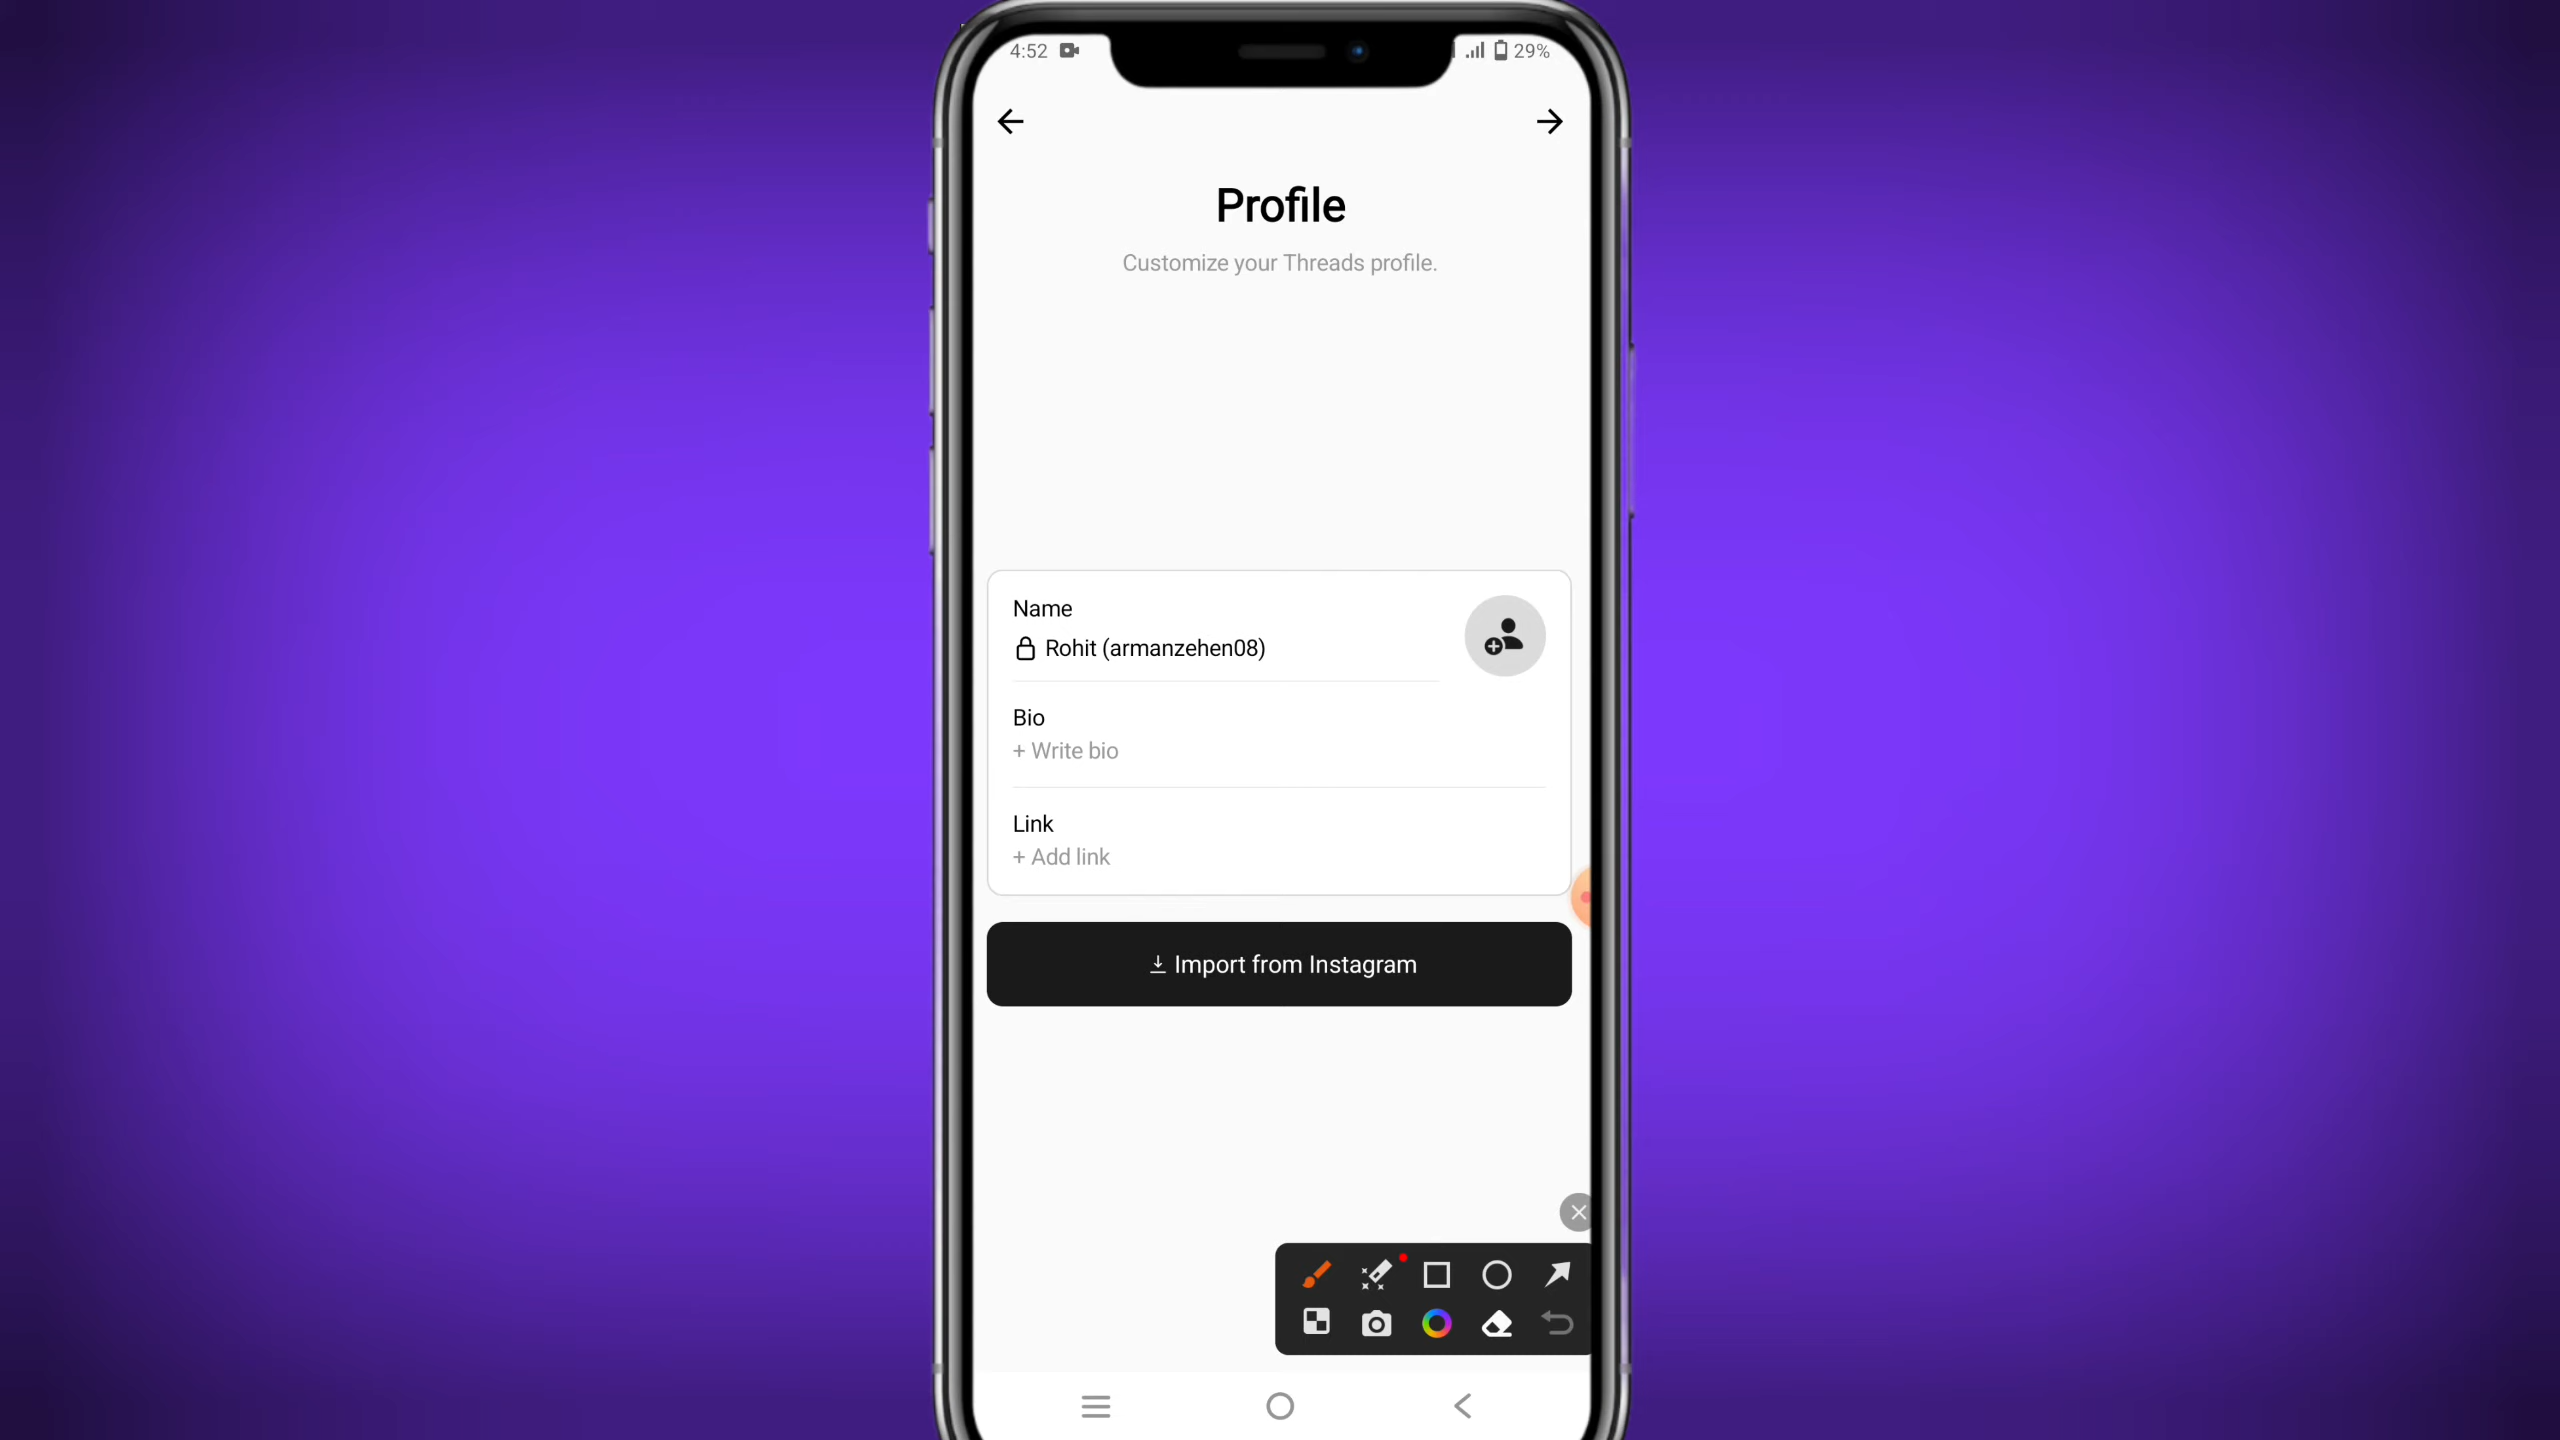 4:52
29%
Profile
Customize your Threads profile.
Name
Rohit (armanzehen08)
Bio
+ Write bio
Link
+ Add link
Import from Instagram